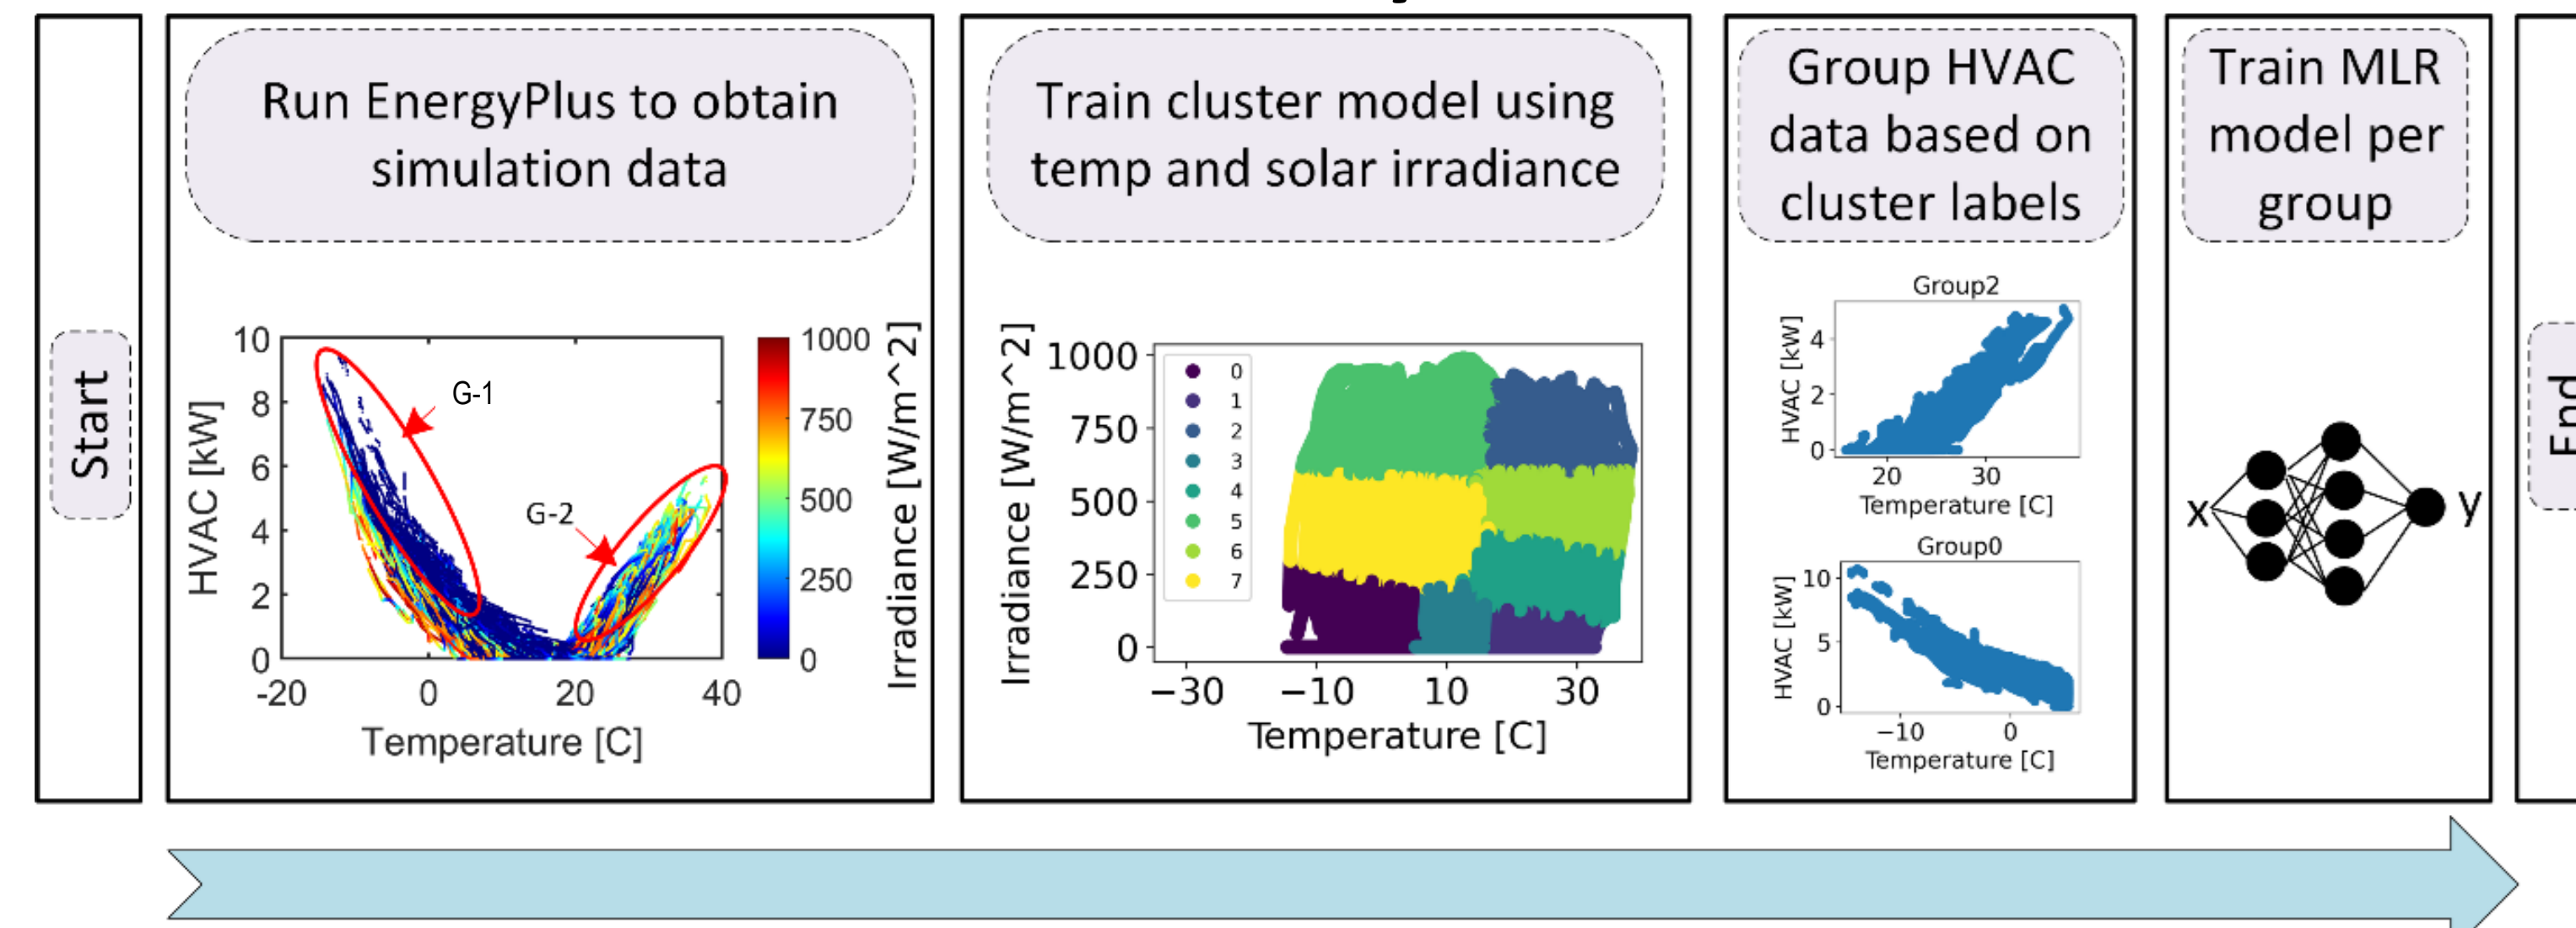 Start
Run EnergyPlus to obtain
simulation data
HVAC [kW]
10
8
6
4
2
0
-20
0
20
40
Temperature [C]
G-1
G-2
1000
750
500
250
0
Irradiance [W/m^2]
Train cluster model using
temp and solar irradiance
Irradiance [W/m^2]
1000
750
500
250
0
0
1
2
3
4
5
6
7
−30
−10
10
30
Temperature [C]
Group HVAC
data based on
cluster labels
Group2
HVAC [kW]
4
2
0
20
30
Temperature [C]
Group0
HVAC [kW]
10
5
0
−10
0
Temperature [C]
Train MLR
model per
group
x
y
End